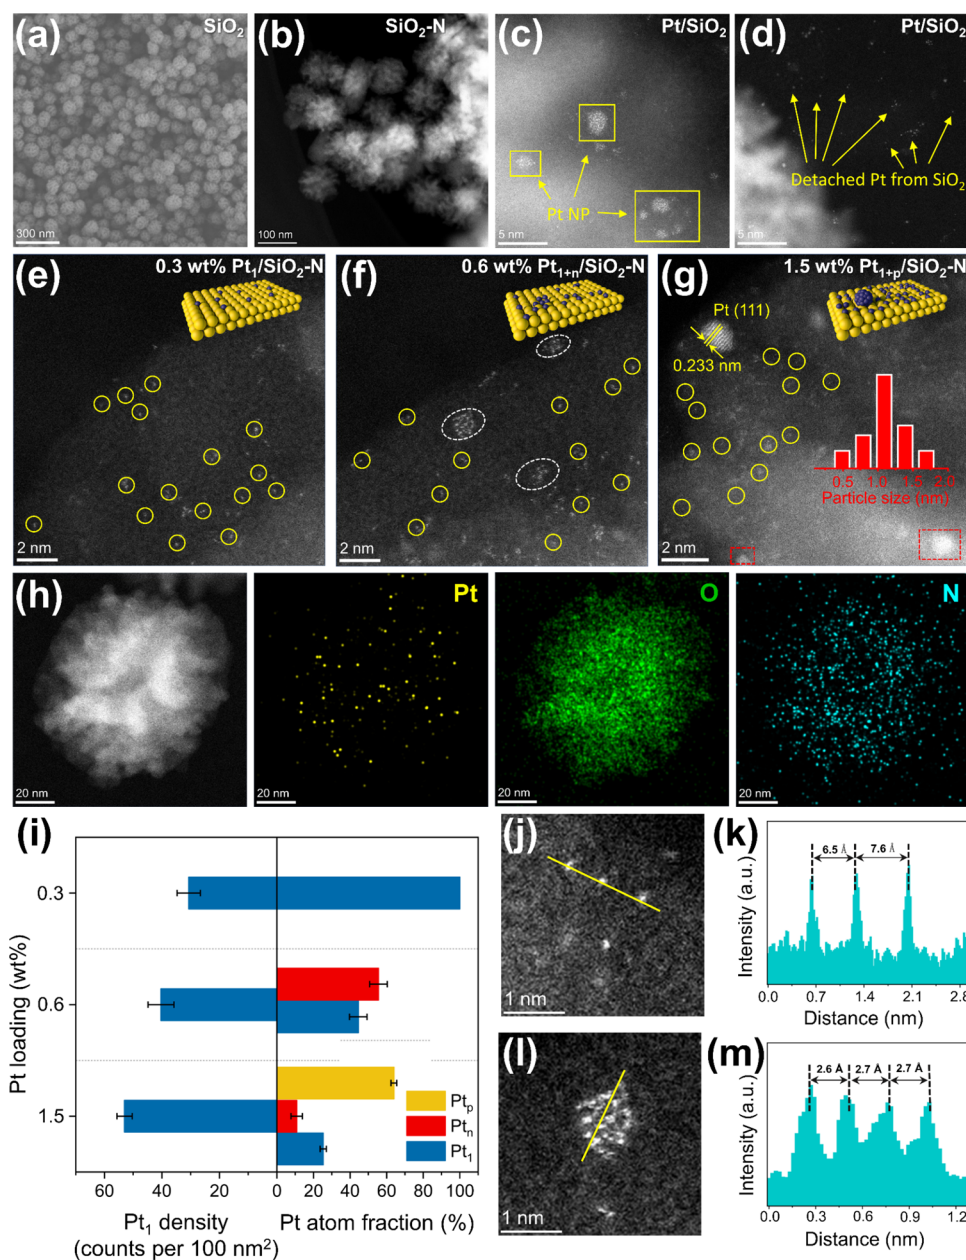 (a) SiO2
300 nm
(b) SiO2-N
100 nm
(c) Pt/SiO2
Pt NP
5 nm
(d) Pt/SiO2
Detached Pt from SiO2
5 nm
(e) 0.3 wt% Pt1/SiO2-N
2 nm
(f) 0.6 wt% Pt1+n/SiO2-N
2 nm
(g) 1.5 wt% Pt1+p/SiO2-N
Pt (111)
0.233 nm
0.5 1.0 1.5 2.0
Particle size (nm)
2 nm
(h)
20 nm
Pt
20 nm
O
20 nm
N
20 nm
(i)
Pt loading (wt%)
0.3
0.6
1.5
Ptp
Ptn
Pt1
60 40 20 0 20 40 60 80 100
Pt1 density
(counts per 100 nm2)
Pt atom fraction (%)
(j)
1 nm
(k)
6.5 Å 7.6 Å
Intensity (a.u.)
0.0 0.7 1.4 2.1 2.8
Distance (nm)
(l)
1 nm
(m)
2.6 Å 2.7 Å 2.7 Å
Intensity (a.u.)
0.0 0.3 0.6 0.9 1.2
Distance (nm)